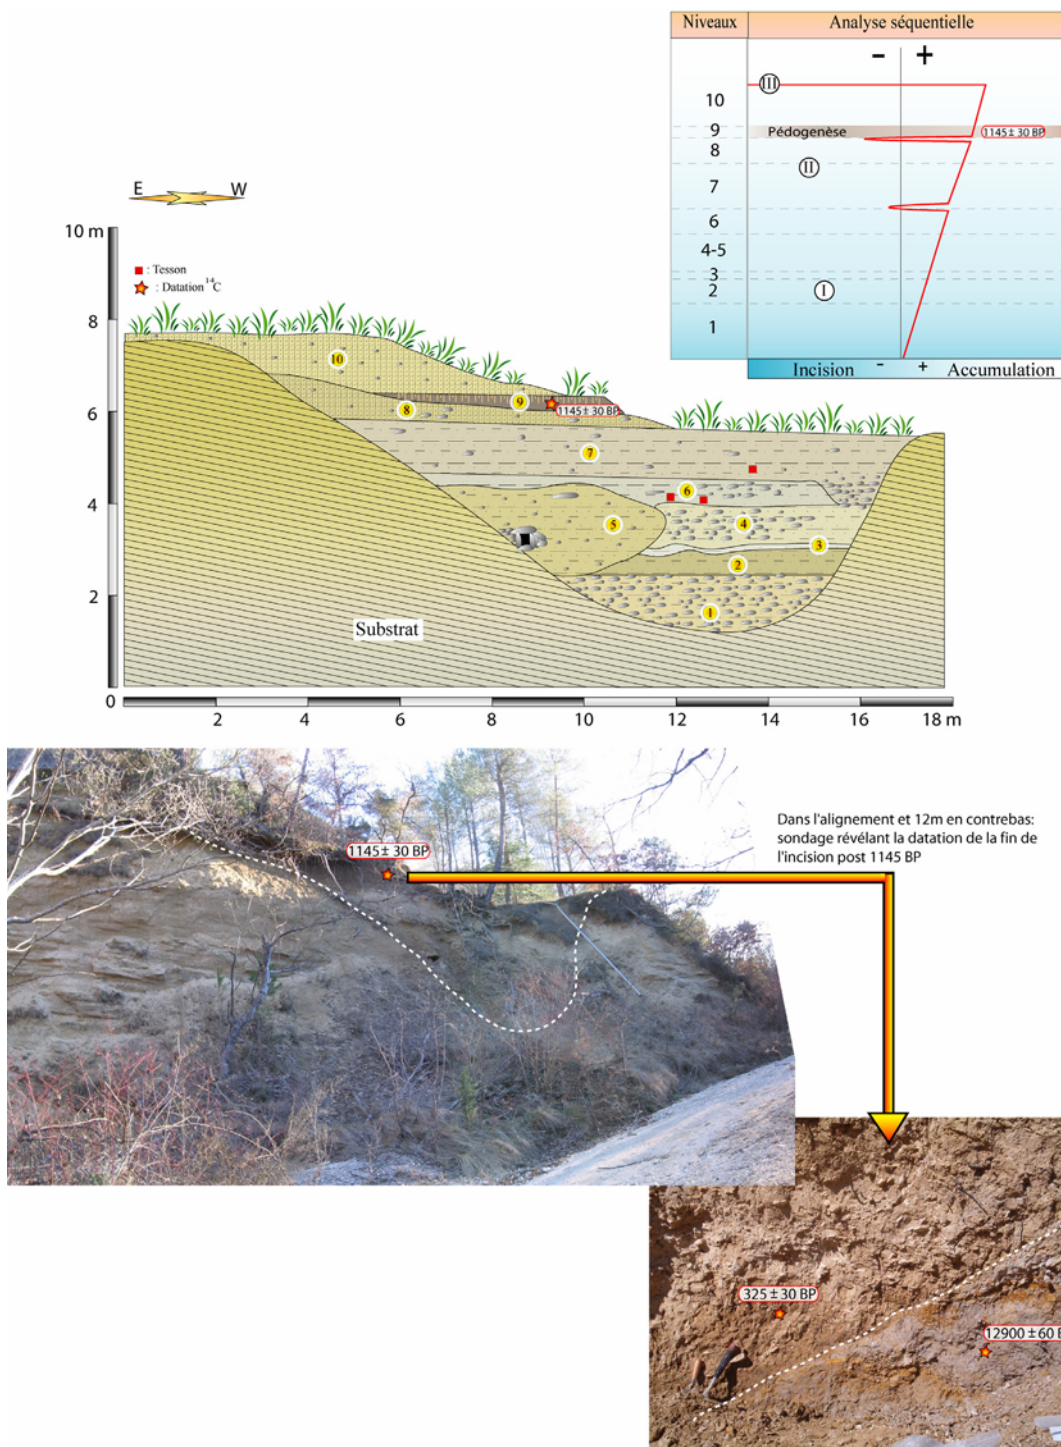 Niveaux Analyse séquentielle
- +
III
10
9 Pédogenèse 1145± 30 BP
8
II
7
6
4-5
3
2 I
1
Incision - + Accumulation
E W
10 m
: Tesson
: Datation 14C
8
10
9
8 1145± 30 BP
6
7
6
4
5 4
3
2
2
1
Substrat
0
2 4 6 8 10 12 14 16 18 m
Dans l'alignement et 12m en contrebas:
sondage révélant la datation de la fin de
l'incision post 1145 BP
1145± 30 BP
325 ± 30 BP
12900 ± 60 B